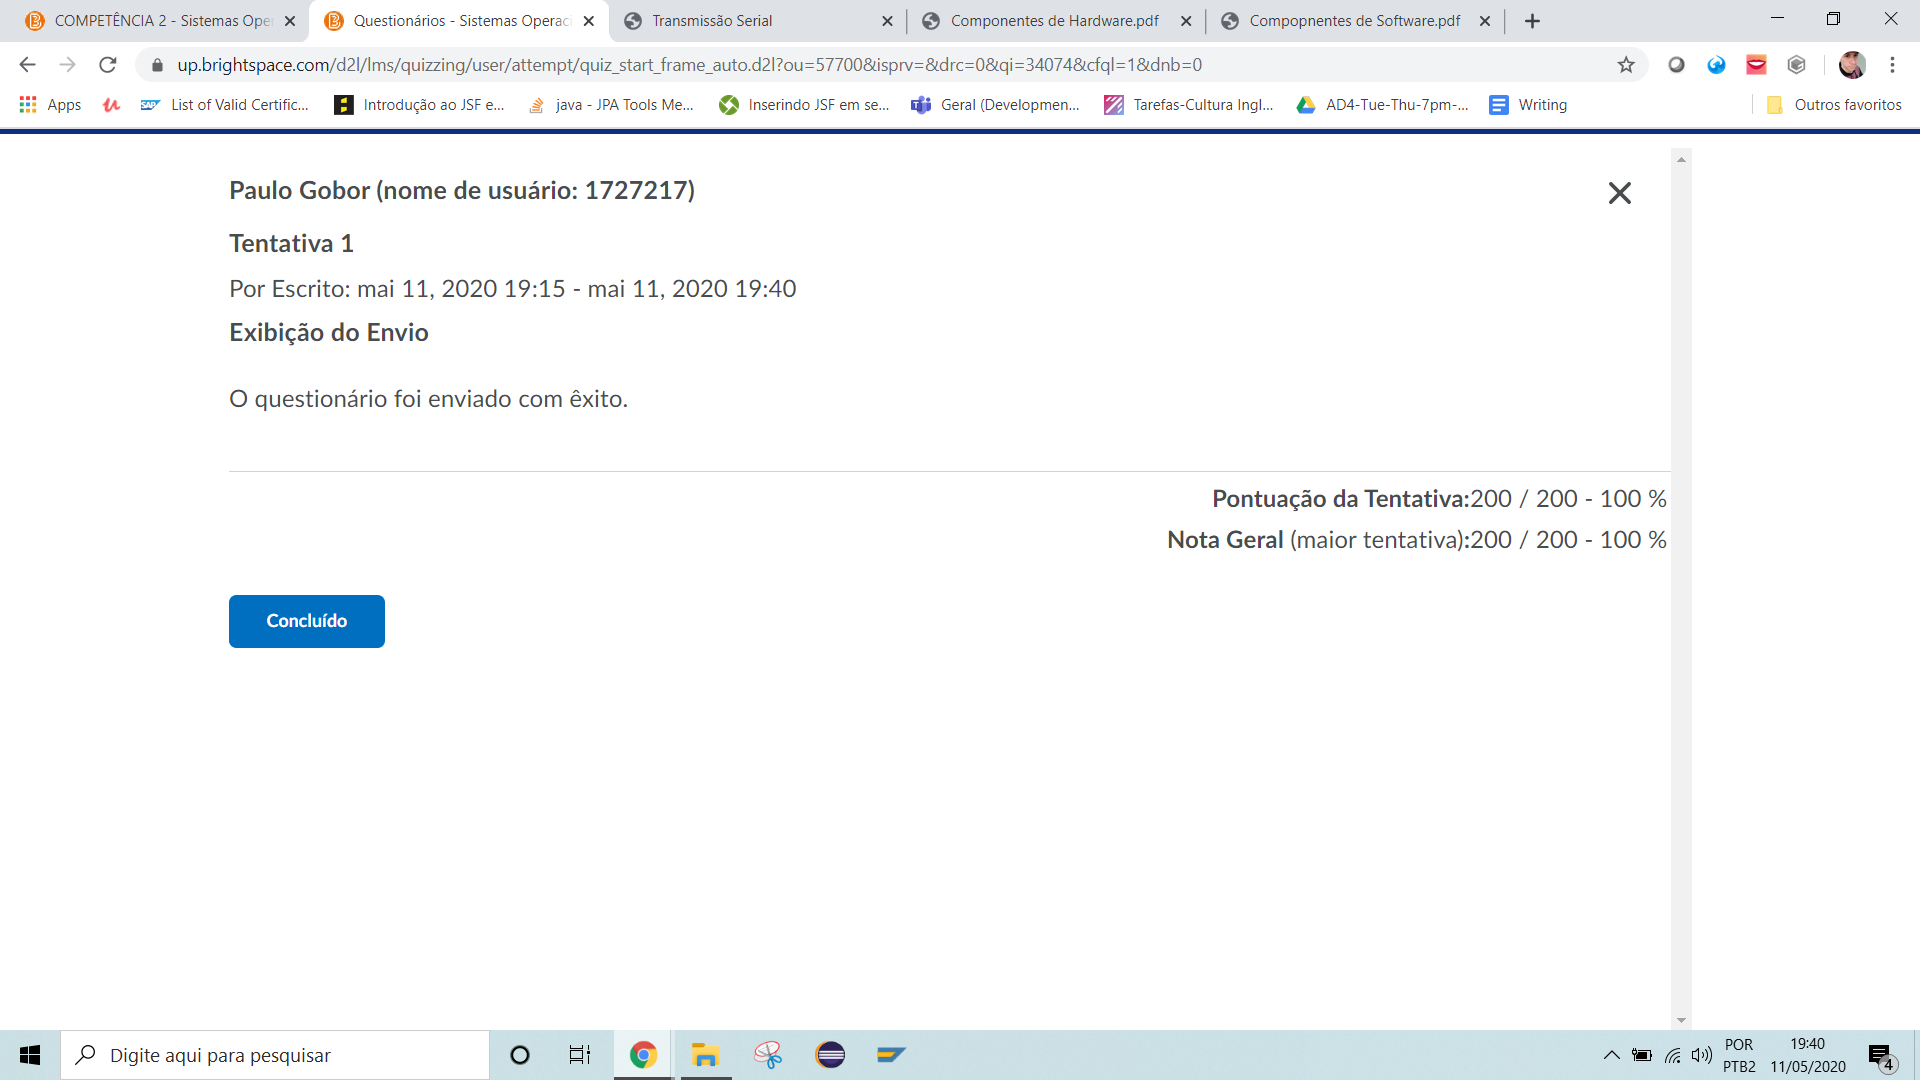 COMPETÊNCIA 2 - Sistemas Oper
Questionários - Sistemas Operaci
Transmissão Serial
Componentes de Hardware.pdf
Compopnentes de Software.pdf
up.brightspace.com/d2l/lms/quizzing/user/attempt/quiz_start_frame_auto.d2l?ou=57700&isprv=&drc=0&qi=34074&cfql=1&dnb=0
Apps
SAP
List of Valid Certific...
Introdução ao JSF e...
java - JPA Tools Me...
Inserindo JSF em se...
Geral (Developmen...
Tarefas-Cultura Ingl...
AD4-Tue-Thu-7pm-...
Writing
Outros favoritos
Paulo Gobor (nome de usuário: 1727217)
Tentativa 1
Por Escrito: mai 11, 2020 19:15 - mai 11, 2020 19:40
Exibição do Envio
O questionário foi enviado com êxito.
Pontuação da Tentativa:200 / 200 - 100 %
Nota Geral (maior tentativa):200 / 200 - 100 %
Concluído
Digite aqui para pesquisar
POR
PTB2
19:40
11/05/2020
4